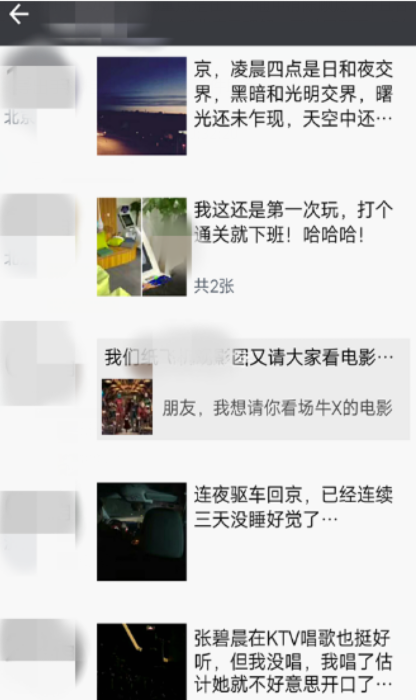 京，凌晨四点是日和夜交
界，黑暗和光明交界，曙
光还未乍现，天空中还…
我这还是第一次玩，打个
通关就下班！哈哈哈！
共2张
我们 团又请大家看电影…
朋友，我想请你看场牛X的电影
连夜驱车回京，已经连续
三天没睡好觉了…
张碧晨在KTV唱歌也挺好
听，但我没唱，我唱了估
计她就不好意思开口了…